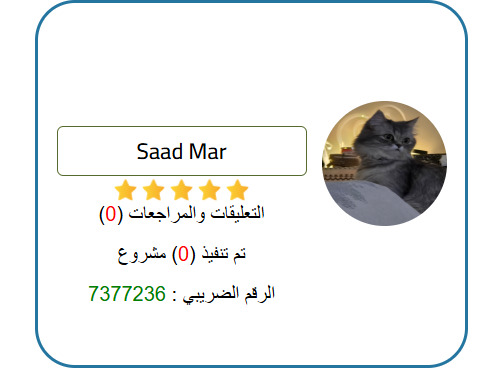 Saad Mar
التعليقات والمراجعات (0)
تم تنفيذ (0) مشروع
الرقم الضريبي : 7377236